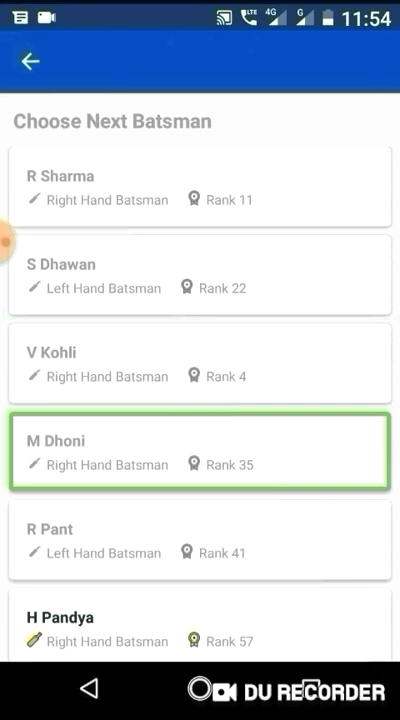 4G G 11:54
LTE
Choose Next Batsman
R Sharma
Right Hand Batsman Rank 11
S Dhawan
Left Hand Batsman Rank 22
V Kohli
Right Hand Batsman Rank 4
M Dhoni
Right Hand Batsman Rank 35
R Pant
Left Hand Batsman Rank 41
H Pandya
Right Hand Batsman Rank 57
DU RECORDER